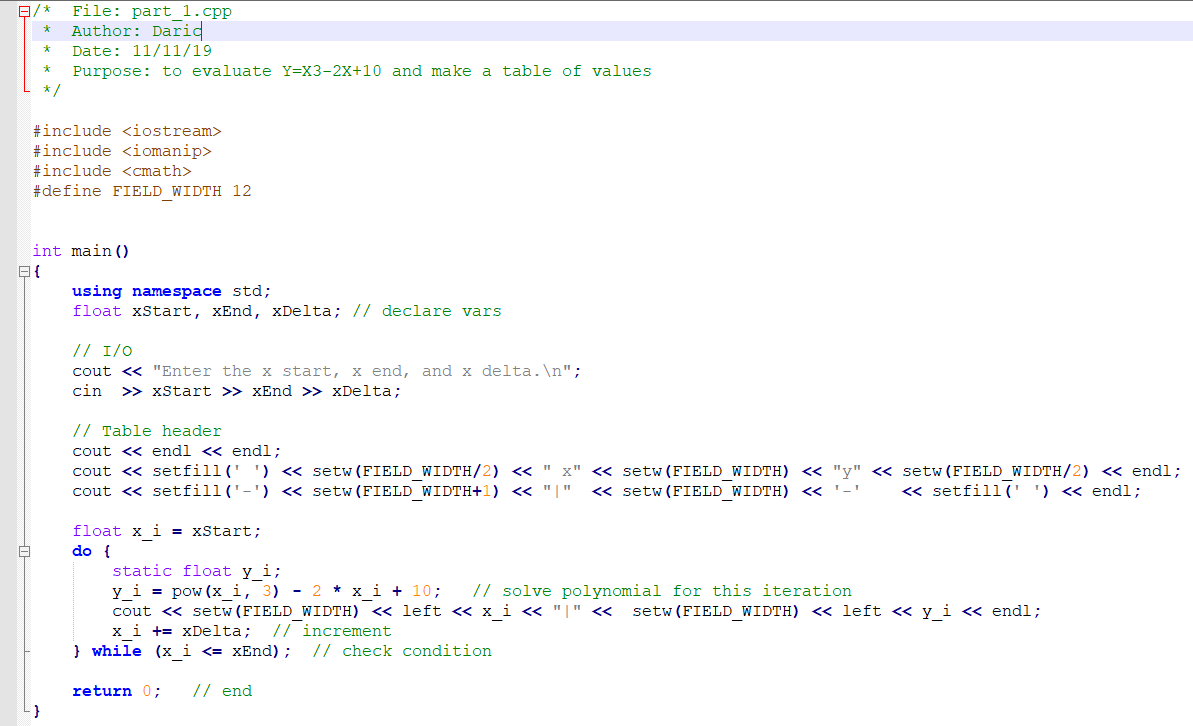 /*  File: part_1.cpp
 *  Author: Daric
 *  Date: 11/11/19
 *  Purpose: to evaluate Y=X3-2X+10 and make a table of values
 */

#include <iostream>
#include <iomanip>
#include <cmath>
#define FIELD_WIDTH 12


int main()
{
    using namespace std;
    float xStart, xEnd, xDelta; // declare vars

    // I/O
    cout << "Enter the x start, x end, and x delta.\n";
    cin  >> xStart >> xEnd >> xDelta;

    // Table header
    cout << endl << endl;
    cout << setfill(' ') << setw(FIELD_WIDTH/2) << " x" << setw(FIELD_WIDTH) << "y" << setw(FIELD_WIDTH/2) << endl;
    cout << setfill('-') << setw(FIELD_WIDTH+1) << "|"  << setw(FIELD_WIDTH) << '-'    << setfill(' ') << endl;

    float x_i = xStart;
    do {
        static float y_i;
        y_i = pow(x_i, 3) - 2 * x_i + 10;   // solve polynomial for this iteration
        cout << setw(FIELD_WIDTH) << left << x_i << "|" <<  setw(FIELD_WIDTH) << left << y_i << endl;
        x_i += xDelta;  // increment
    } while (x_i <= xEnd);  // check condition

    return 0;   // end
}